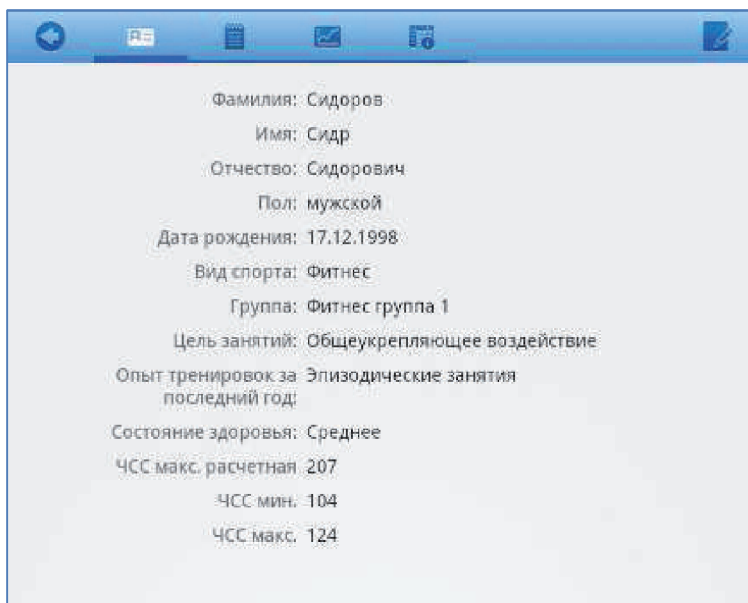 Фамилия: Сидоров
Имя: Сидр
Отчество: Сидорович
Пол: мужской
Дата рождения: 17.12.1998
Вид спорта: Фитнес
Группа: Фитнес группа 1
Цель занятий: Общеукрепляющее воздействие
Опыт тренировок за Эпизодические занятия
последний год:
Состояние здоровья: Среднее
ЧСС макс. расчетная 207
ЧСС мин. 104
ЧСС макс. 124